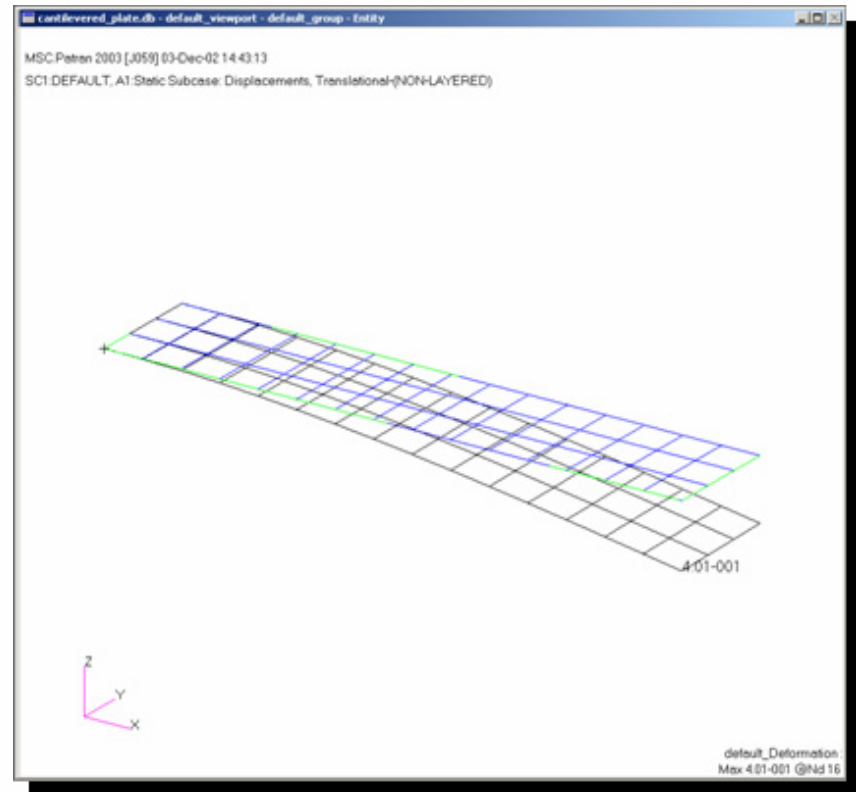 cantilevered_plate.db - default_viewport - default_group - Entity
MSC.Patran 2003 [J059] 03-Dec-02 14:43:13
SC1:DEFAULT, A1:Static Subcase: Displacements, Translational-(NON-LAYERED)
4.01-001
Z
Y
X
default_Deformation :
Max 4.01-001 @Nd 16